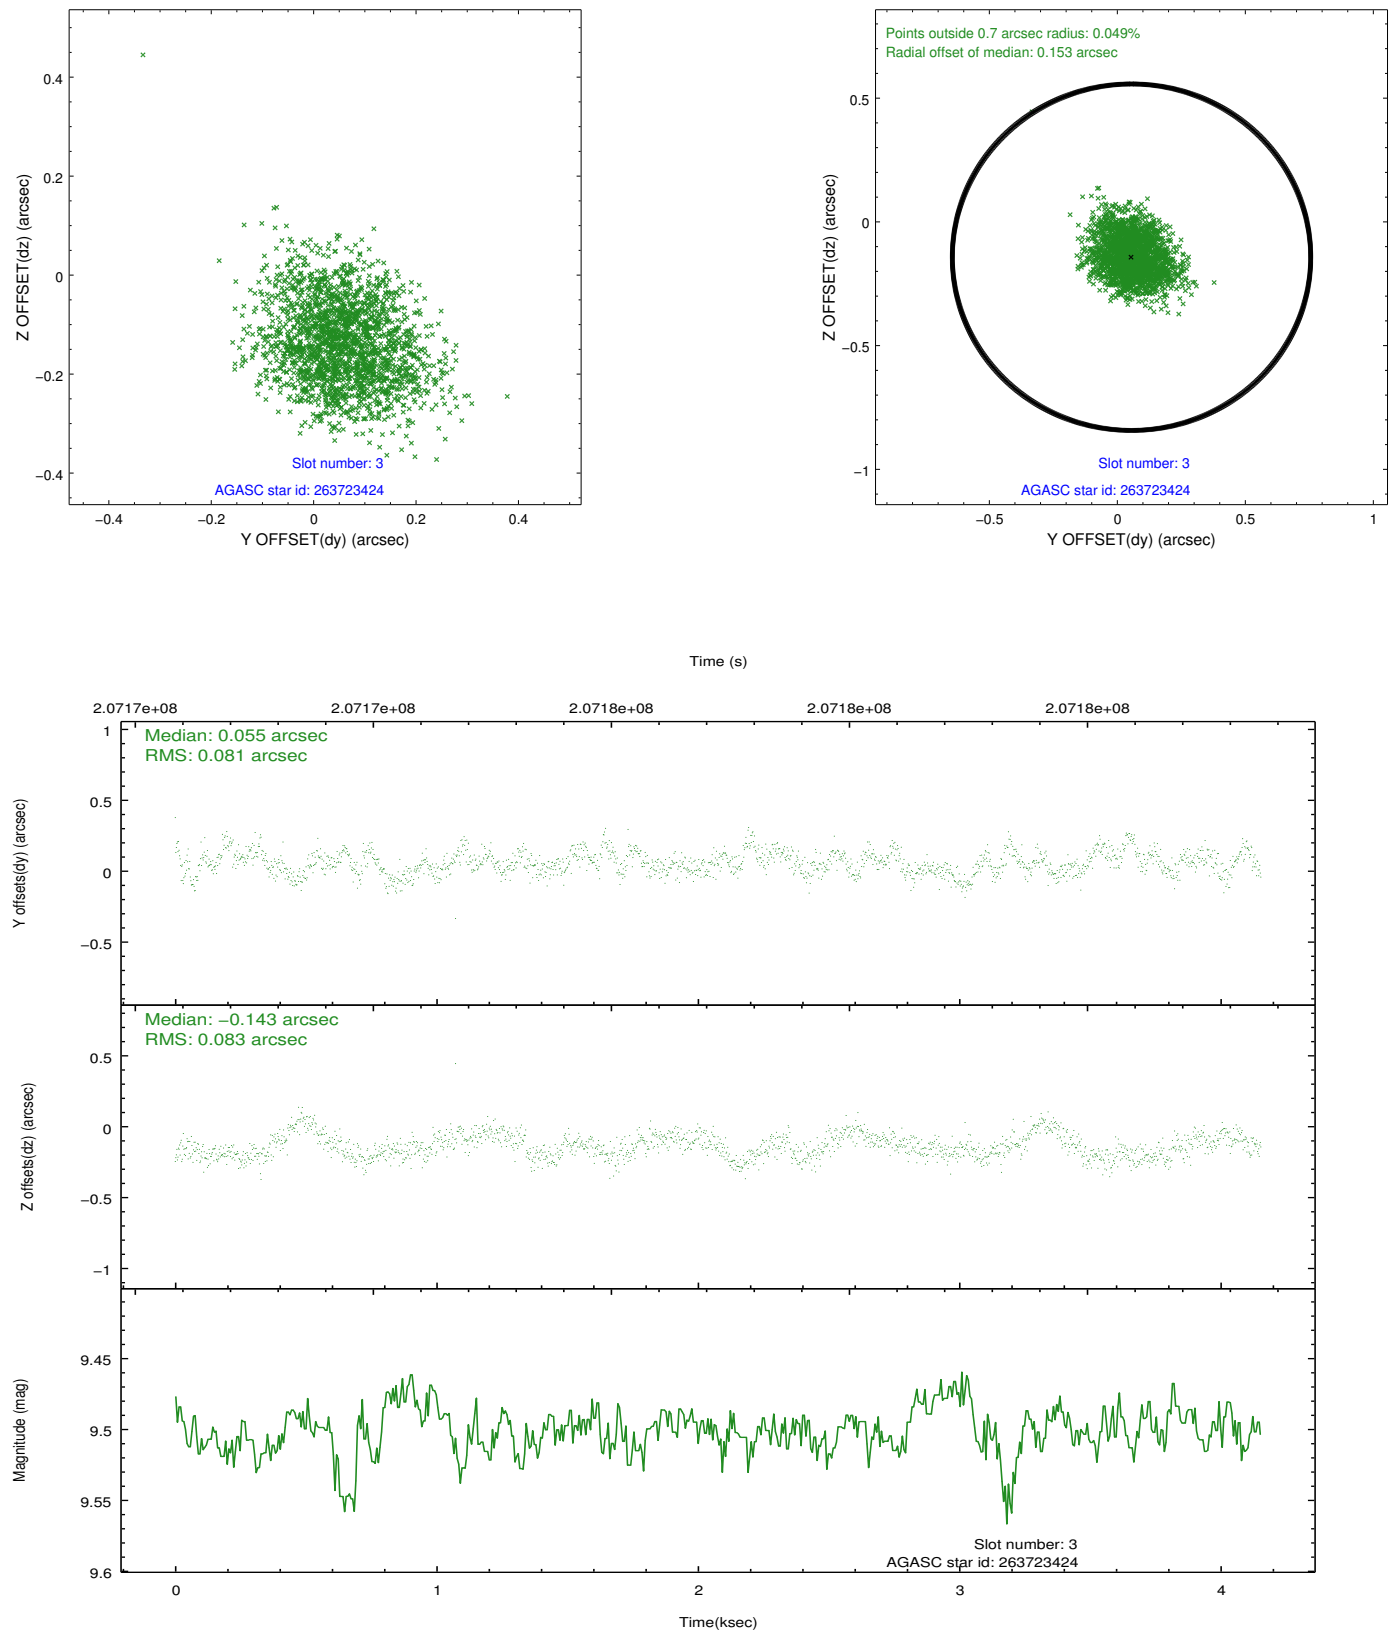 0.4
0.2
0
−0.2
−0.4
Z OFFSET(dz) (arcsec)
Slot number: 3
AGASC star id: 263723424
−0.4
−0.2
0
0.2
0.4
Y OFFSET(dy) (arcsec)
Points outside 0.7 arcsec radius: 0.049%
Radial offset of median: 0.153 arcsec
0.5
0
−0.5
−1
Z OFFSET(dz) (arcsec)
Slot number: 3
AGASC star id: 263723424
−0.5
0
0.5
1
Y OFFSET(dy) (arcsec)
Time (s)
2.0717e+08
2.0717e+08
2.0718e+08
2.0718e+08
2.0718e+08
Median: 0.055 arcsec
RMS: 0.081 arcsec
1
0.5
0
−0.5
Y offsets(dy) (arcsec)
Median: −0.143 arcsec
RMS: 0.083 arcsec
0.5
0
−0.5
−1
Z offsets(dz) (arcsec)
9.45
9.5
9.55
9.6
Magnitude (mag)
Slot number: 3
AGASC star id: 263723424
0
1
2
3
4
Time(ksec)